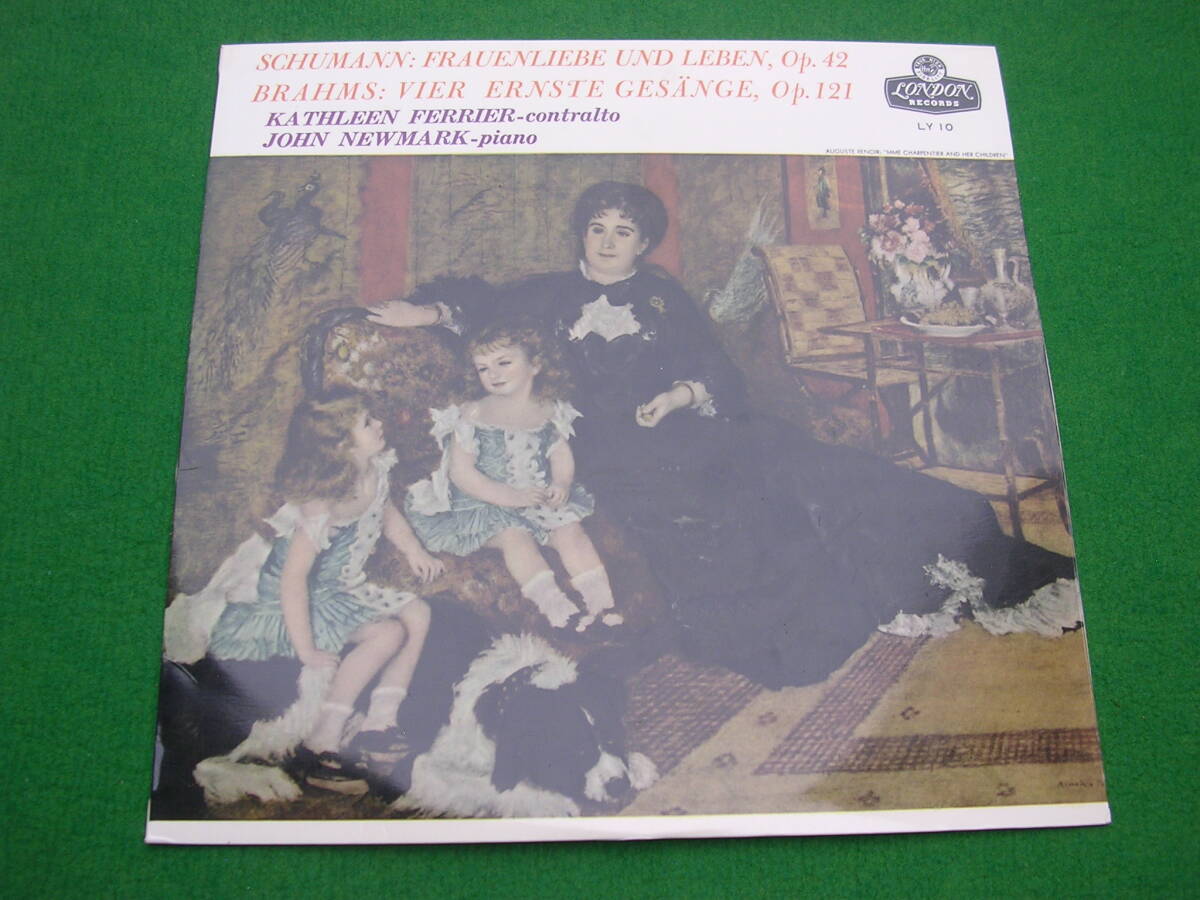 SCHUMANN: FRAUENLIEBE UND LEBEN, Op. 42
BRAHMS: VIER ERNSTE GESÄNGE, Op. 121
KATHLEEN FERRIER-contralto
JOHN NEWMARK-piano
LONDON
RECORDS
LY 10
AUGUSTE RENOIR: "MME CHARPENTIER AND HER CHILDREN"